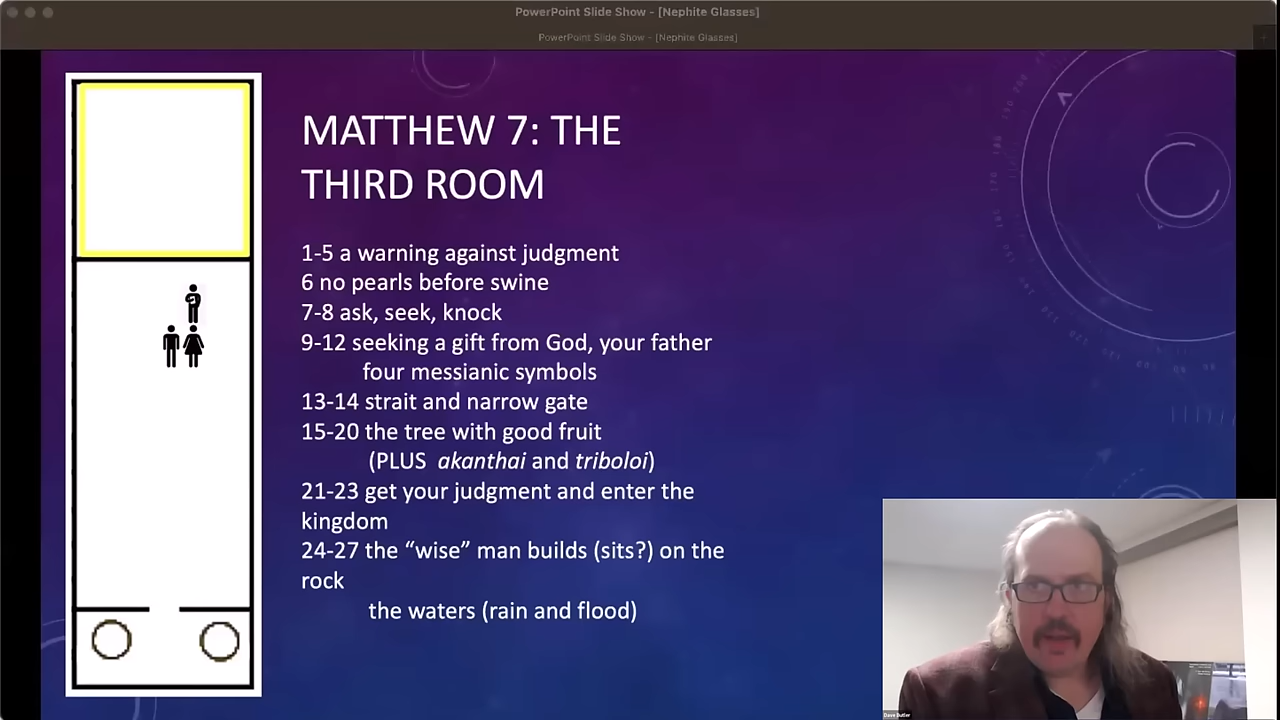 PowerPoint Slide Show - [Nephite Glasses]
PowerPoint Slide Show - [Nephite Glasses]
MATTHEW 7: THE
THIRD ROOM
1-5 a warning against judgment
6 no pearls before swine
7-8 ask, seek, knock
9-12 seeking a gift from God, your father
four messianic symbols
13-14 strait and narrow gate
15-20 the tree with good fruit
(PLUS akanthai and triboloi)
21-23 get your judgment and enter the
kingdom
24-27 the “wise” man builds (sits?) on the
rock
the waters (rain and flood)
Dave Butler